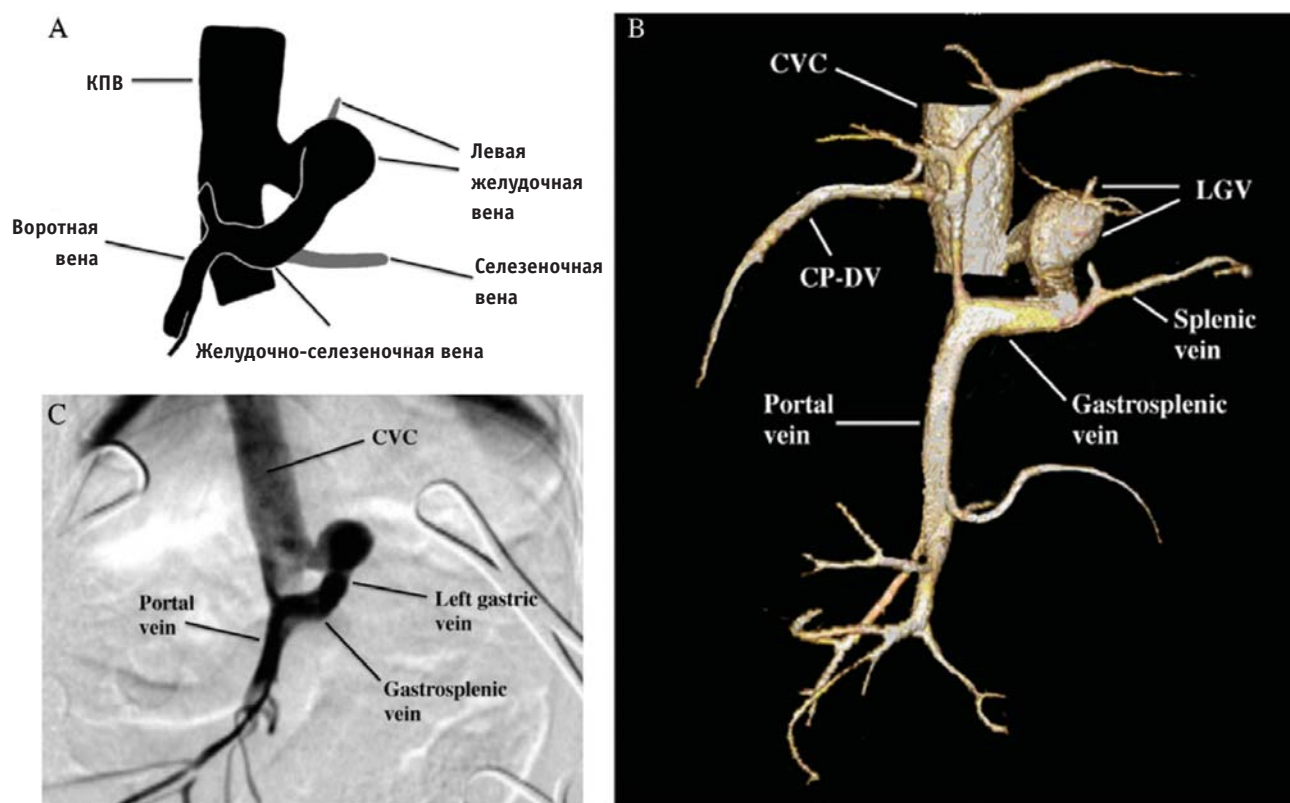 A
КПВ
Левая
желудочная
вена
Воротная
вена
Селезеночная
вена
Желудочно-селезеночная вена
B
CVC
LGV
CP-DV
Splenic
vein
Portal
vein
Gastrosplenic
vein
C
CVC
Portal
vein
Left gastric
vein
Gastrosplenic
vein